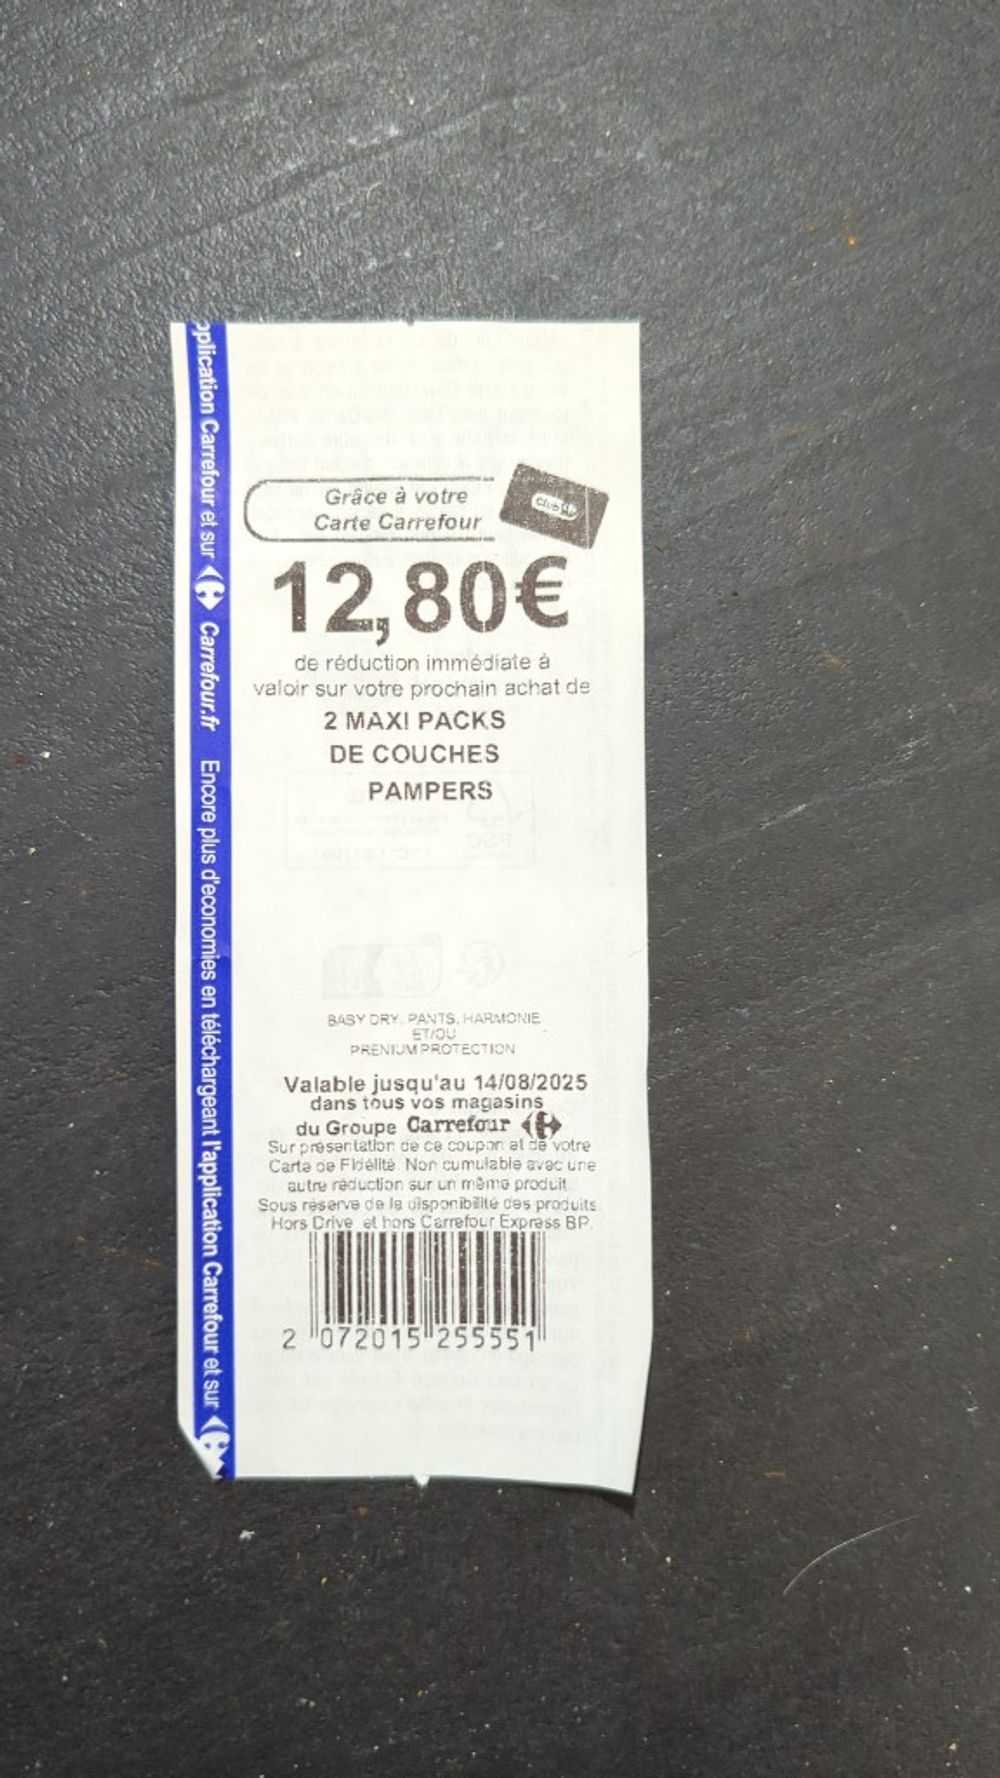 Grâce à votre
Carte Carrefour
Club
12,80€
de réduction immédiate à
valoir sur votre prochain achat de
2 MAXI PACKS
DE COUCHES
PAMPERS
BABY DRY, PANTS, HARMONIE
ET/OU
PRENIUM PROTECTION
Valable jusqu'au 14/08/2025
dans tous vos magasins
du Groupe Carrefour
Sur présentation de ce coupon et de votre
Carte de Fidélité. Non cumulable avec une
autre réduction sur un même produit.
Sous réserve de la disponibilité des produits.
Hors Drive et hors Carrefour Express BP.
2 072015 255551
pplication Carrefour et sur Carrefour.fr Encore plus d'economies en téléchargeant l'application Carrefour et sur